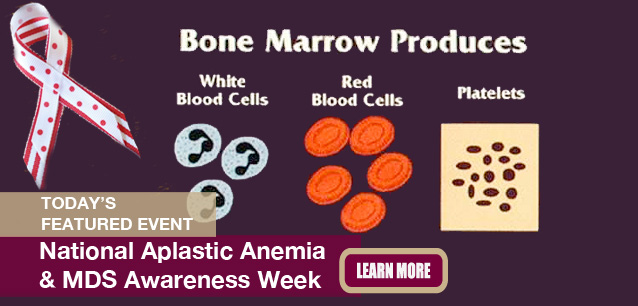 Bone Marrow Produces
White
Blood Cells
Red
Blood Cells
Platelets
TODAY'S
FEATURED EVENT
National Aplastic Anemia
& MDS Awareness Week
LEARN MORE